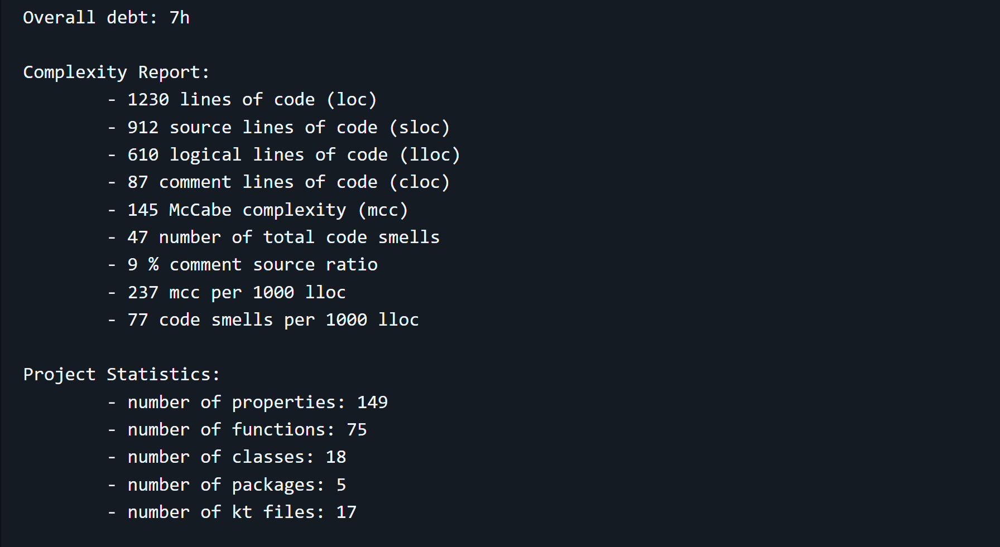 Overall debt: 7h
Complexity Report:
- 1230 lines of code (loc)
- 912 source lines of code (sloc)
- 610 logical lines of code (lloc)
- 87 comment lines of code (cloc)
- 145 McCabe complexity (mcc)
- 47 number of total code smells
- 9 % comment source ratio
- 237 mcc per 1000 lloc
- 77 code smells per 1000 lloc
Project Statistics:
- number of properties: 149
- number of functions: 75
- number of classes: 18
- number of packages: 5
- number of kt files: 17